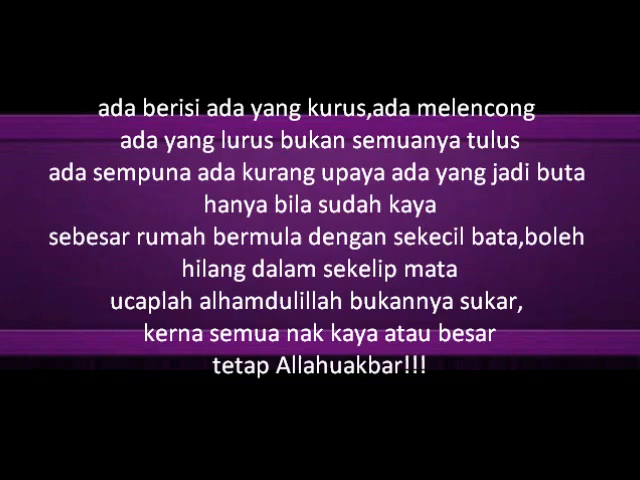 ada berisi ada yang kurus,ada melencong
ada yang lurus bukan semuanya tulus
ada sempuna ada kurang upaya ada yang jadi buta
hanya bila sudah kaya
sebesar rumah bermula dengan sekecil bata,boleh
hilang dalam sekelip mata
ucaplah alhamdulillah bukannya sukar,
kerna semua nak kaya atau besar
tetap Allahuakbar!!!